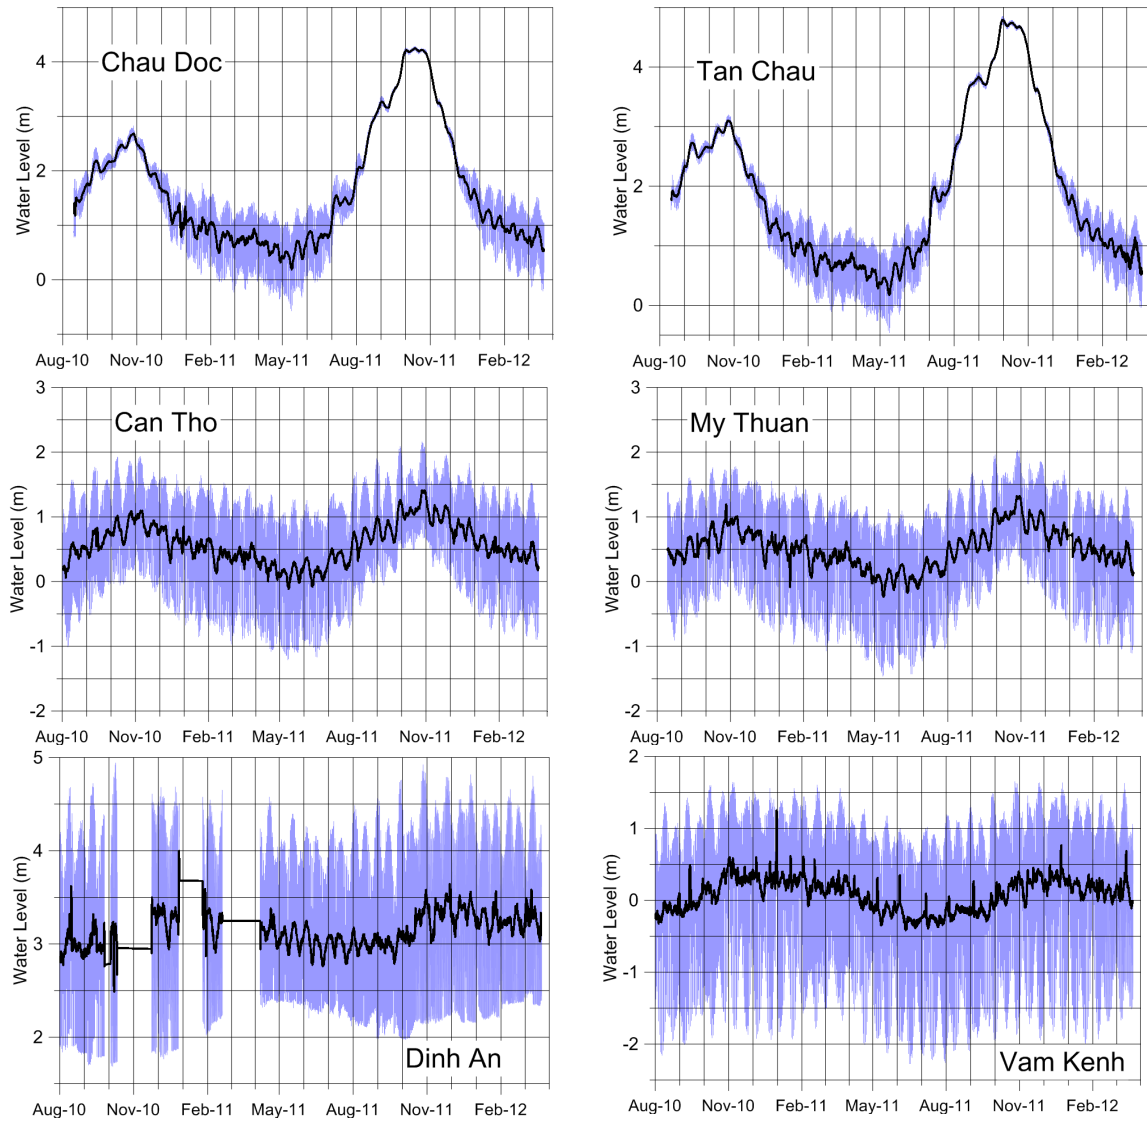 Chau Doc
Water Level (m)
4
2
0
Aug-10 Nov-10 Feb-11 May-11 Aug-11 Nov-11 Feb-12
Tan Chau
Water Level (m)
4
2
0
Aug-10 Nov-10 Feb-11 May-11 Aug-11 Nov-11 Feb-12
Can Tho
Water Level (m)
3
2
1
0
-1
-2
Aug-10 Nov-10 Feb-11 May-11 Aug-11 Nov-11 Feb-12
My Thuan
Water Level (m)
3
2
1
0
-1
-2
Aug-10 Nov-10 Feb-11 May-11 Aug-11 Nov-11 Feb-12
Water Level (m)
5
4
3
2
Dinh An
Aug-10 Nov-10 Feb-11 May-11 Aug-11 Nov-11 Feb-12
Water Level (m)
2
1
0
-1
-2
Vam Kenh
Aug-10 Nov-10 Feb-11 May-11 Aug-11 Nov-11 Feb-12